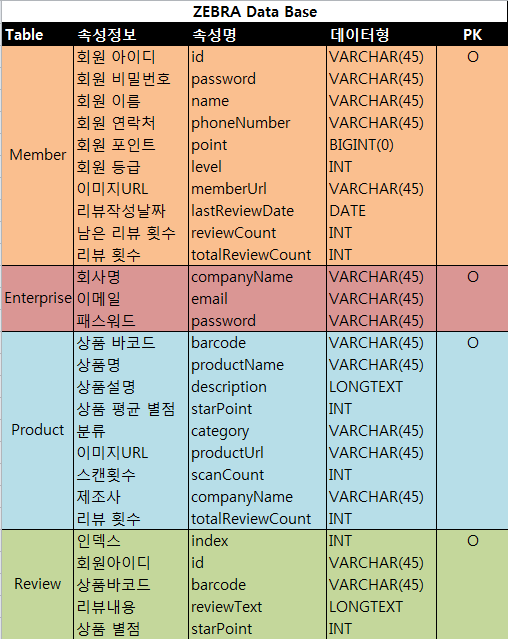 ZEBRA Data Base
Table 속성정보 속성명 데이터형 PK
Member
회원 아이디 id VARCHAR(45) O
회원 비밀번호 password VARCHAR(45)
회원 이름 name VARCHAR(45)
회원 연락처 phoneNumber VARCHAR(45)
회원 포인트 point BIGINT(0)
회원 등급 level INT
이미지URL memberUrl VARCHAR(45)
리뷰작성날짜 lastReviewDate DATE
남은 리뷰 횟수 reviewCount INT
리뷰 횟수 totalReviewCount INT
Enterprise
회사명 companyName VARCHAR(45) O
이메일 email VARCHAR(45)
패스워드 password VARCHAR(45)
Product
상품 바코드 barcode VARCHAR(45) O
상품명 productName VARCHAR(45)
상품설명 description LONGTEXT
상품 평균 별점 starPoint INT
분류 category VARCHAR(45)
이미지URL productUrl VARCHAR(45)
스캔횟수 scanCount INT
제조사 companyName VARCHAR(45)
리뷰 횟수 totalReviewCount INT
Review
인덱스 index INT O
회원아이디 id VARCHAR(45)
상품바코드 barcode VARCHAR(45)
리뷰내용 reviewText LONGTEXT
상품 별점 starPoint INT